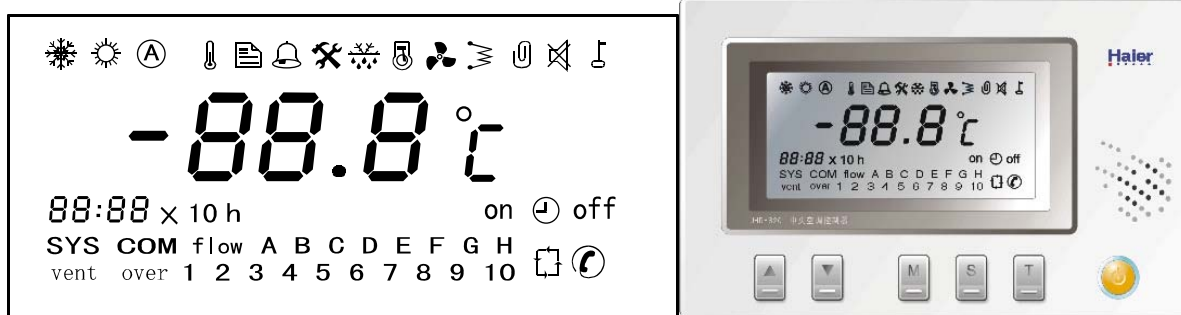 A
-88.8 °C
88:88 x 10 h on off
SYS COM flow A B C D E F G H
vent over 1 2 3 4 5 6 7 8 9 10
Haier
A
-88.8 °C
88:88 x 10 h on off
SYS COM flow A B C D E F G H
vent over 1 2 3 4 5 6 7 8 9 10
M S T